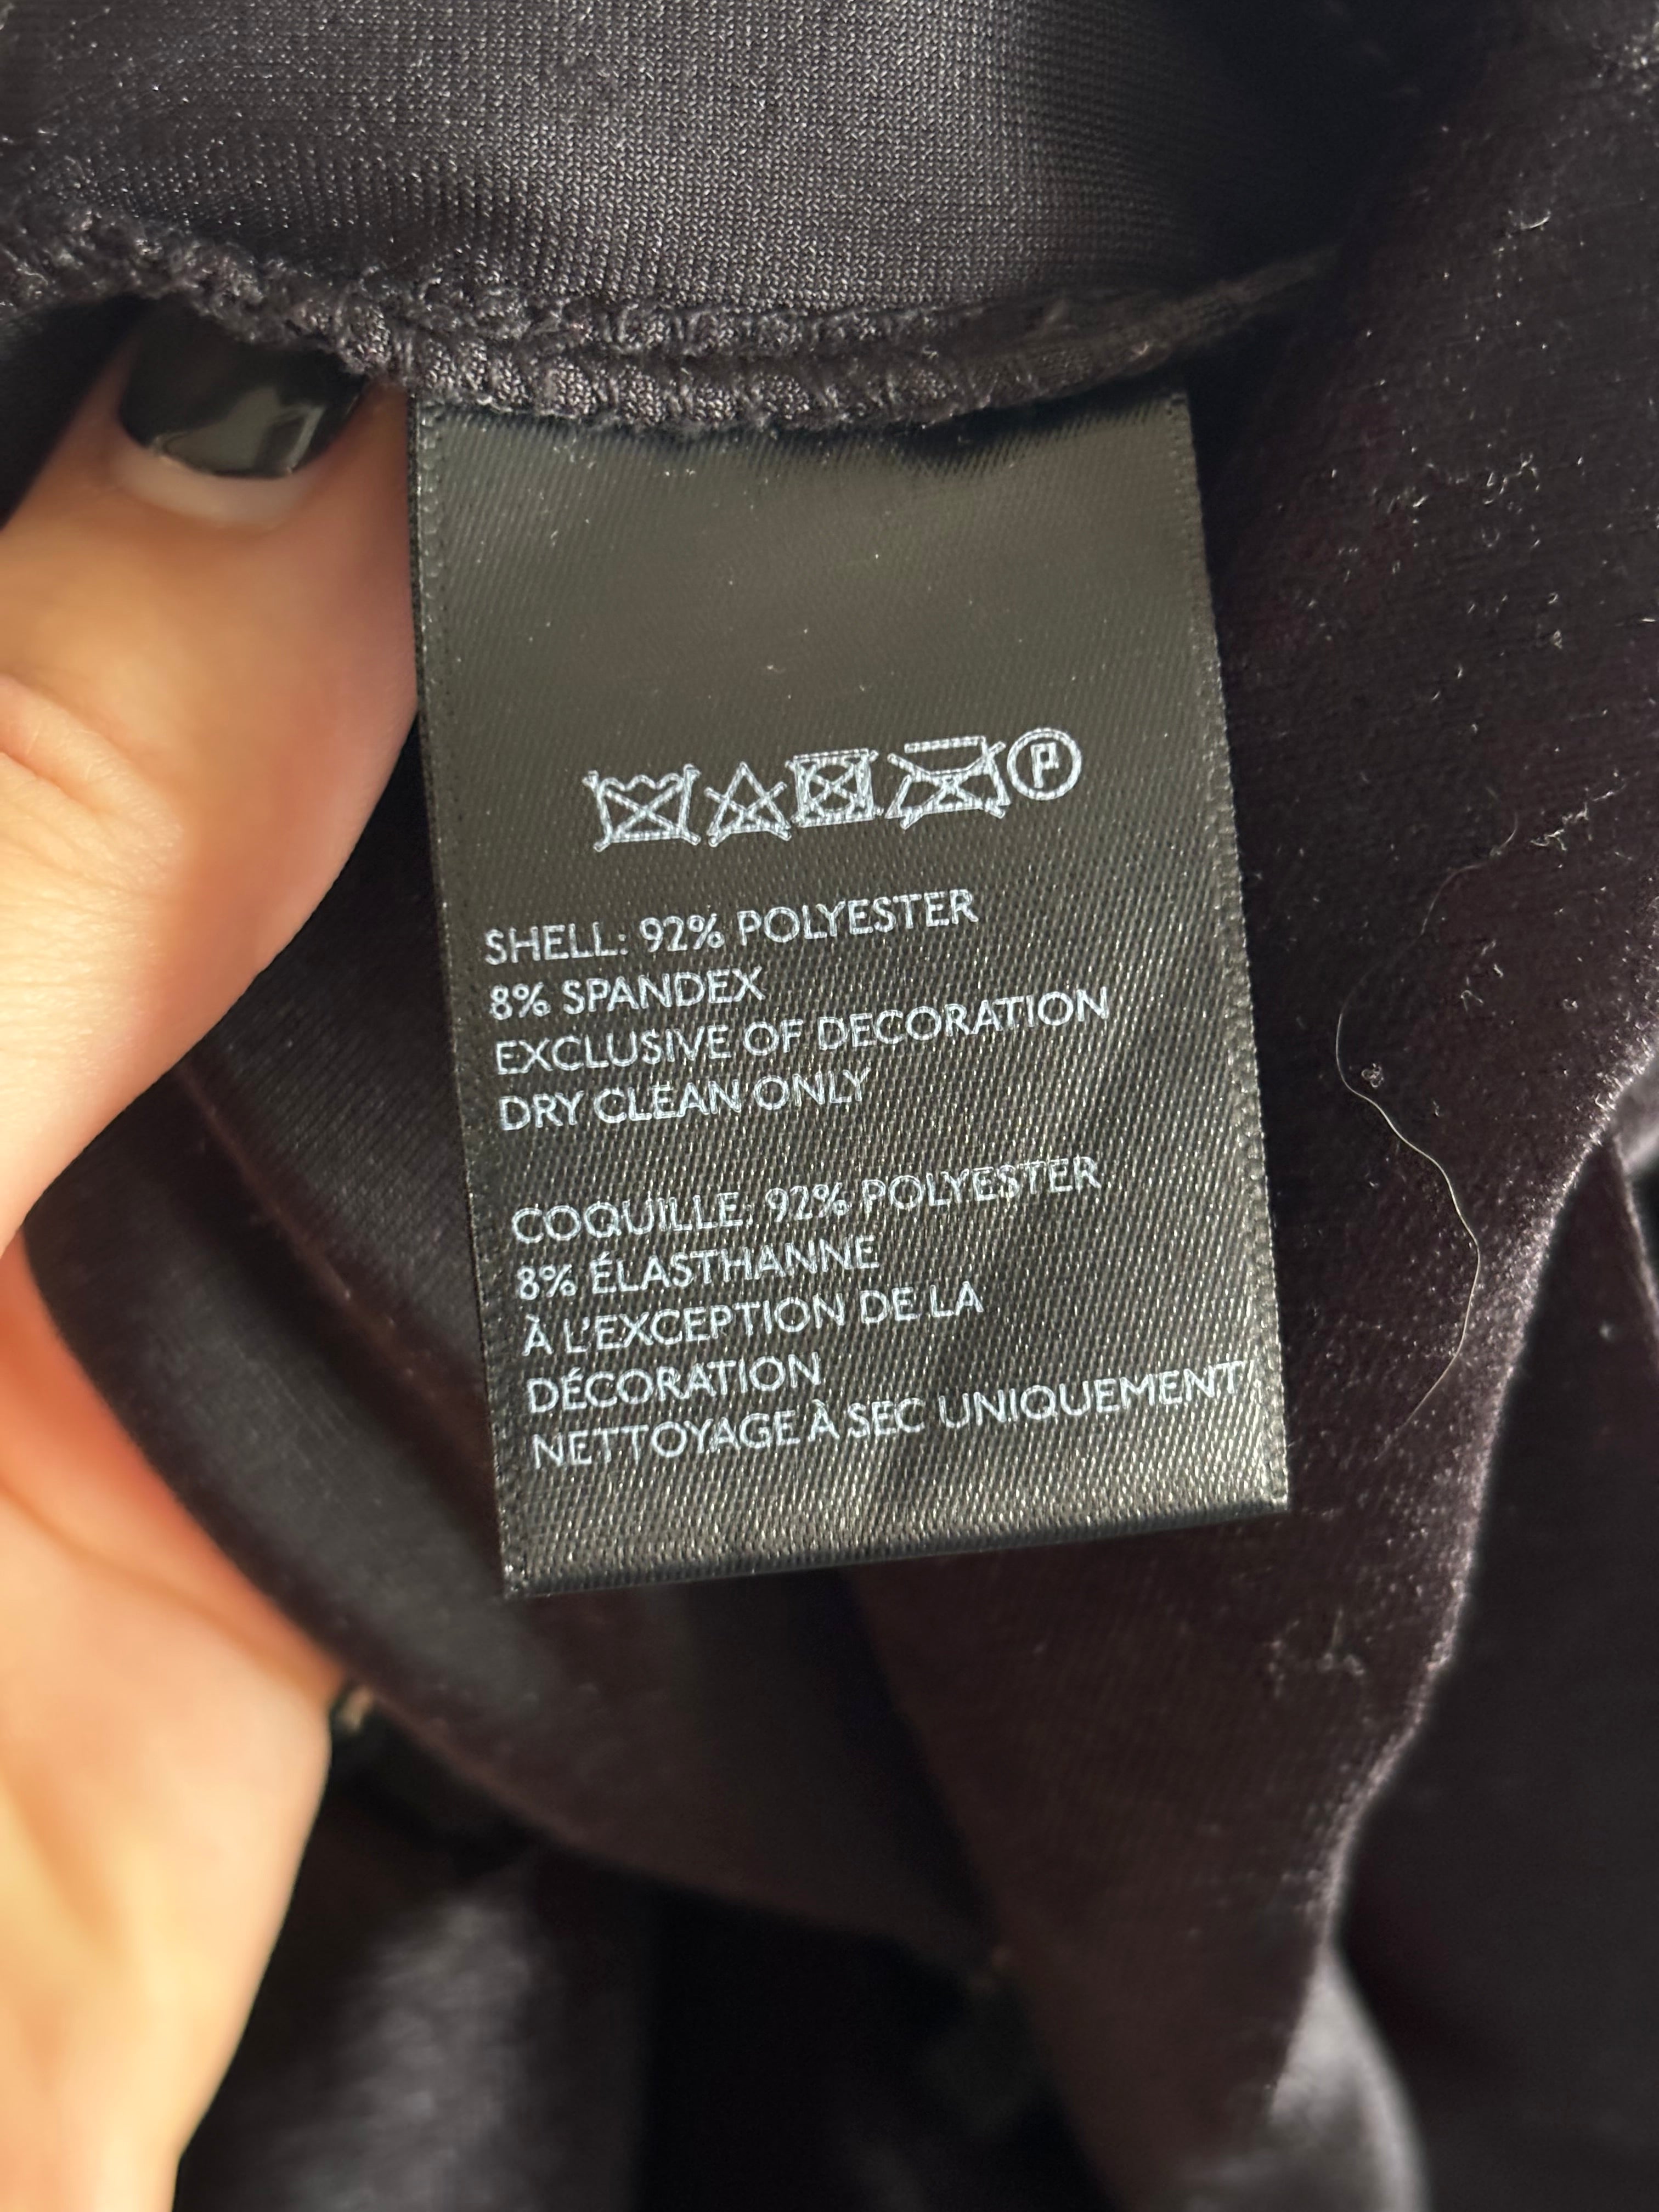 P
SHELL: 92% POLYESTER
8% SPANDEX
EXCLUSIVE OF DECORATION
DRY CLEAN ONLY
COQUILLE: 92% POLYESTER
8% ÉLASTHANNE
À L'EXCEPTION DE LA
DÉCORATION
NETTOYAGE À SEC UNIQUEMENT